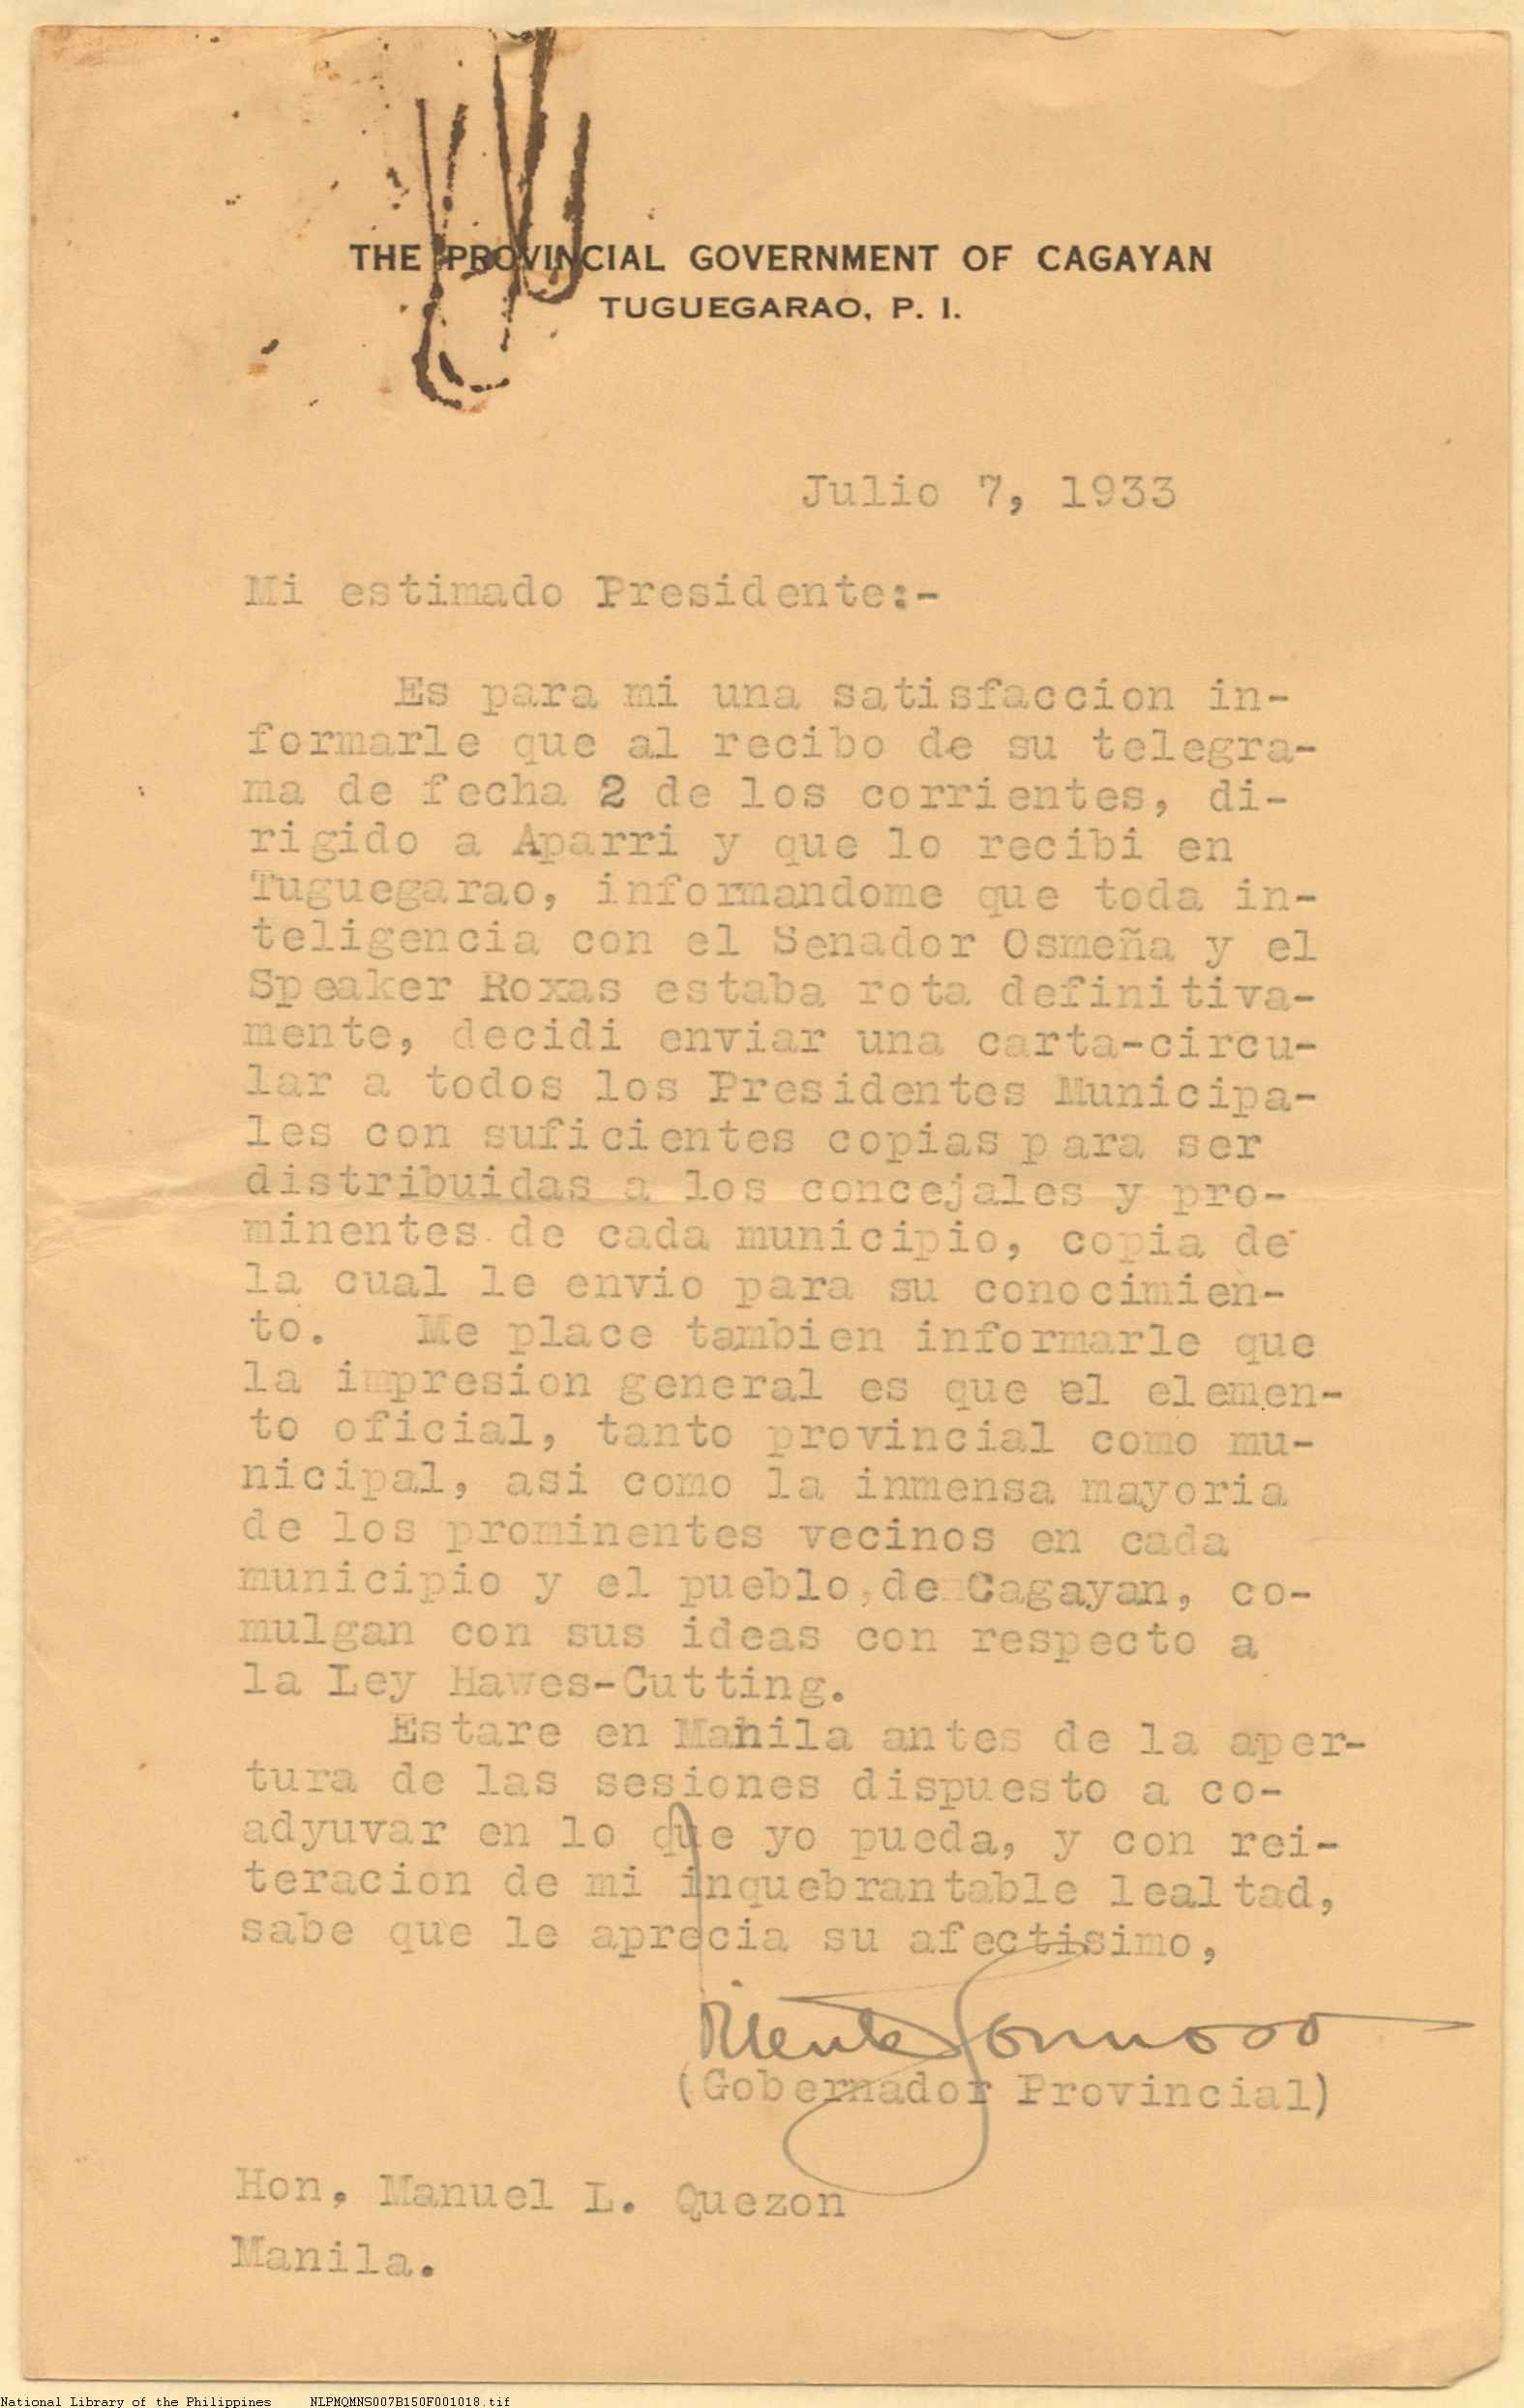 THE PROVINCIAL GOVERNMENT OF CAGAYAN
TUGUEGARAO, P. I.
Julio 7, 1933
Mi estimado Presidente:-
Es para mi una satisfaccion in-
formarle que al recibo de su telegra-
ma de fecha 2 de los corrientes, di-
rigido a Aparri y que lo recibi en
Tuguegarao, informandome que toda in-
teligencia con el Senador Osmeña y el
Speaker Roxas estaba rota definitiva-
mente, decidi enviar una carta-circu-
lar a todos los Presidentes Municipa-
les con suficientes copias para ser
distribuidas a los concejales y pro-
minentes de cada municipio, copia de
la cual le envio para su conocimien-
to. Me place tambien informarle que
la impresion general es que el elemen-
to oficial, tanto provincial como mu-
nicipal, asi como la inmensa mayoria
de los prominentes vecinos en cada
municipio y el pueblo, de Cagayan, co-
mulgan con sus ideas con respecto a
la Ley Hawes-Cutting.
Estare en Manila antes de la aper-
tura de las sesiones dispuesto a co-
adyuvar en lo que yo pueda, y con rei-
teracion de mi inquebrantable lealtad,
sabe que le aprecia su afectisimo,
Vicente Formoso
(Gobernador Provincial)
Hon. Manuel L. Quezon
Manila.
National Library of the Philippines NLPMQMNS007B150F001018.tif